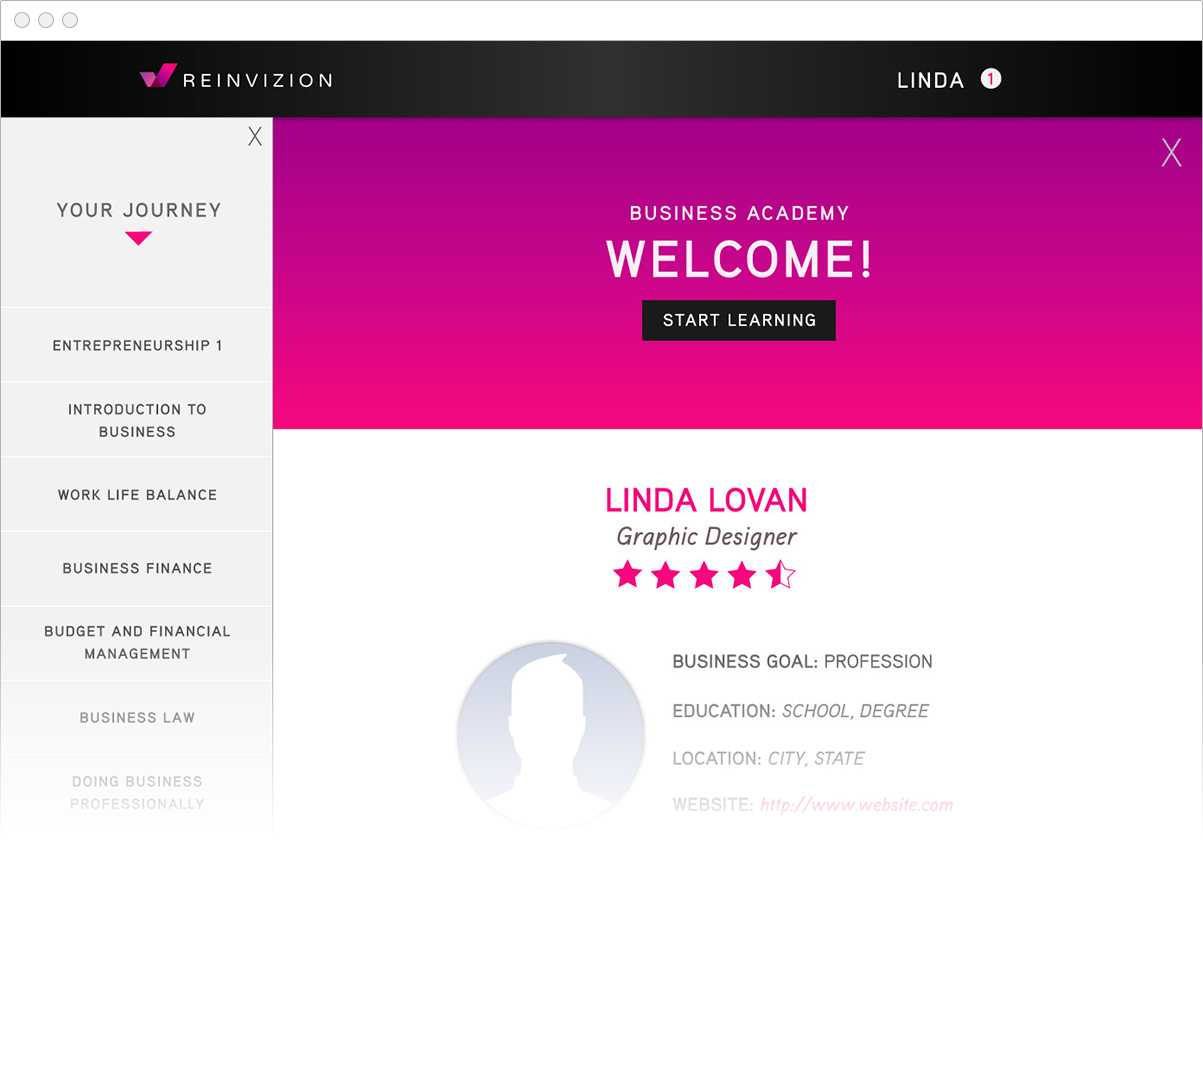 REINVIZION
LINDA 1
X
YOUR JOURNEY
ENTREPRENEURSHIP 1
INTRODUCTION TO
BUSINESS
WORK LIFE BALANCE
BUSINESS FINANCE
BUDGET AND FINANCIAL
MANAGEMENT
BUSINESS LAW
DOING BUSINESS
PROFESSIONALLY
X
BUSINESS ACADEMY
WELCOME!
START LEARNING
LINDA LOVAN
Graphic Designer
BUSINESS GOAL: PROFESSION
EDUCATION: SCHOOL, DEGREE
LOCATION: CITY, STATE
WEBSITE: http://www.website.com